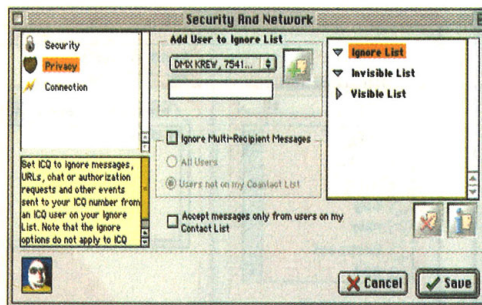 Security And Network
Security
Privacy
Connection
Set ICQ to ignore messages,
URLs, chat or authorization
requests and other events
sent to your ICQ number from
an ICQ user on your Ignore
List. Note that the ignore
options do not apply to ICQ
Add User to Ignore List
DMX KREW, 7541...
Ignore Multi-Recipient Messages
All Users
Users not on my Coantact List
Accept messages only from users on my
Contact List
Ignore List
Invisible List
Visible List
Cancel
Save